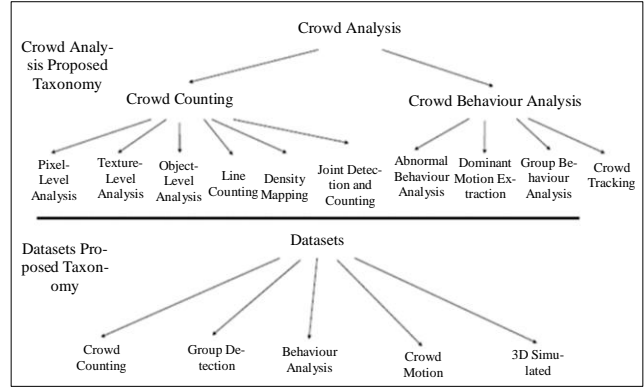 Crowd Analysis
Crowd Analy-
sis Proposed
Taxonomy
Crowd Counting
Crowd Behaviour Analysis
Pixel-
Level
Analysis
Texture-
Level
Analysis
Object-
Level
Analysis
Line
Counting
Density
Mapping
Joint Detec-
tion and
Counting
Abnormal
Behaviour
Analysis
Dominant
Motion Ex-
traction
Group Be-
haviour
Analysis
Crowd
Tracking
Datasets Pro-
posed Taxon-
omy
Datasets
Crowd
Counting
Group De-
tection
Behaviour
Analysis
Crowd
Motion
3D Simu-
lated